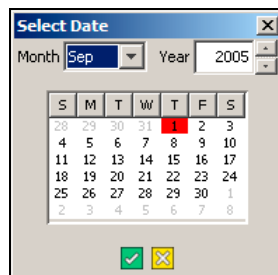 Select Date
Month Sep Year 2005
S M T W T F S
28 29 30 31 1 2 3
4 5 6 7 8 9 10
11 12 13 14 15 16 17
18 19 20 21 22 23 24
25 26 27 28 29 30 1
2 3 4 5 6 7 8